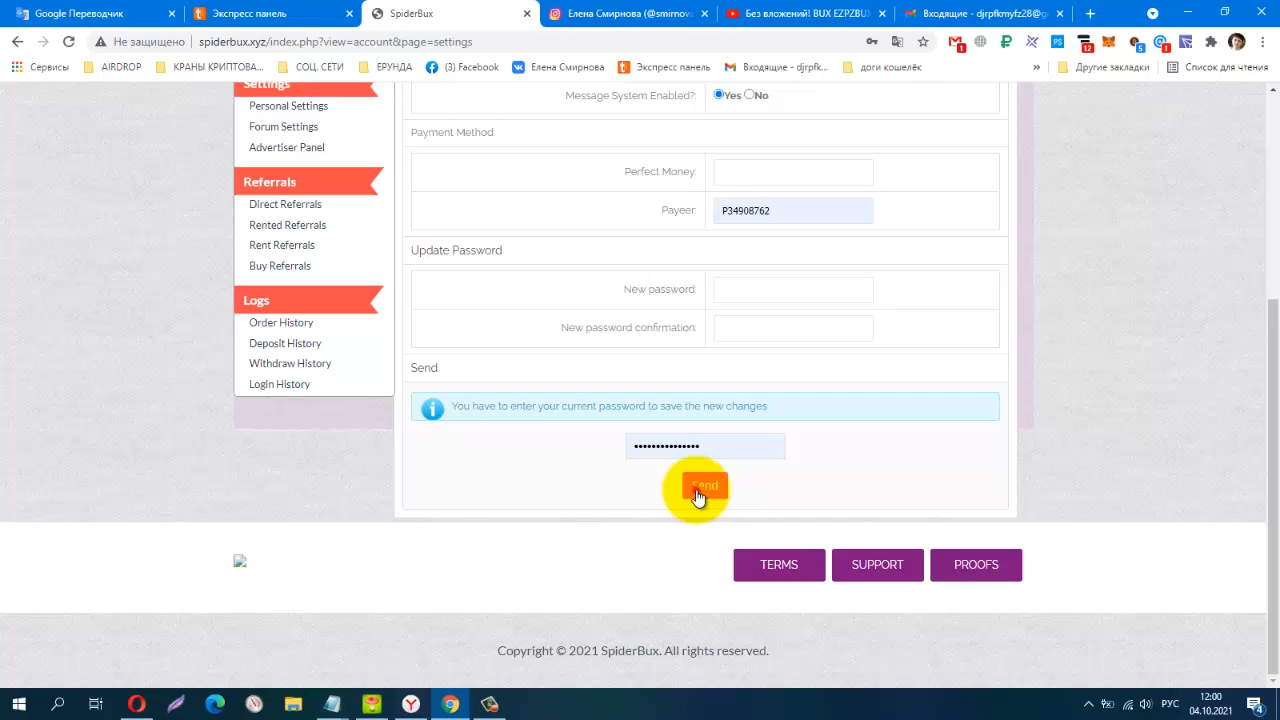 Google Переводчик
Экспресс панель
SpiderBux
Елена Смирнова (@smirnov
Без вложений! BUX EZPZBUX
Входящие - djrpfkmyfz28@g
Не защищено
spiderbux.xyz/index.php?view=account&page=settings
Сервисы
AIRDROP
КРАНЫ КРИПТОВА...
СОЦ. СЕТИ
ЕРУНДА
(3) Facebook
Елена Смирнова
Экспресс панель
Входящие - djrpfk...
доги кошелёк
»
Другие закладки
Список для чтения
Settings
Personal Settings
Forum Settings
Advertiser Panel
Referrals
Direct Referrals
Rented Referrals
Rent Referrals
Buy Referrals
Logs
Order History
Deposit History
Withdraw History
Login History
Message System Enabled?:
Yes
No
Payment Method
Perfect Money:
Payeer:
P34908762
Update Password
New password:
New password confirmation:
Send
You have to enter your current password to save the new changes
•••••••••••••••
Send
TERMS
SUPPORT
PROOFS
Copyright © 2021 SpiderBux. All rights reserved.
РУС
12:00
04.10.2021